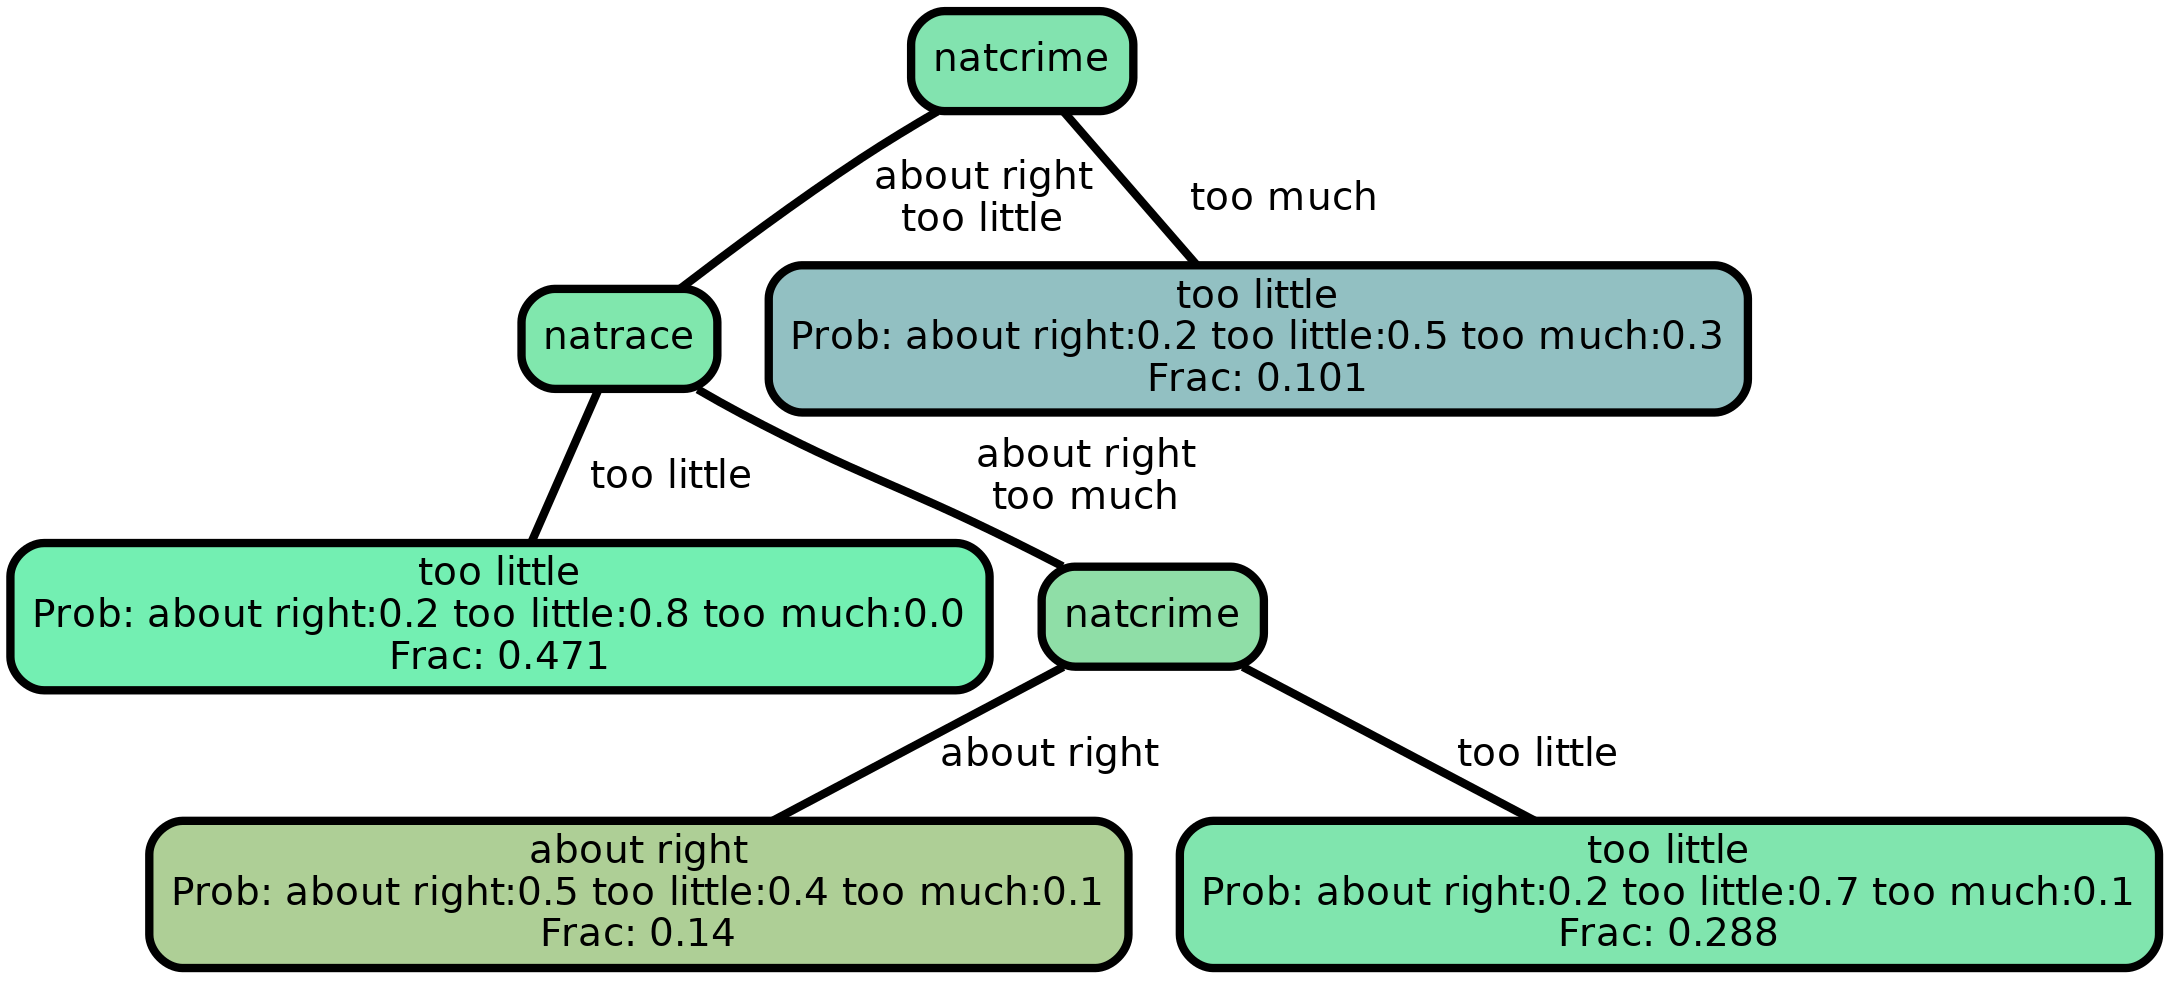 natcrime
about right
too little
too much
natrace
too little
Prob: about right:0.2 too little:0.5 too much:0.3
Frac: 0.101
too little
about right
too much
too little
Prob: about right:0.2 too little:0.8 too much:0.0
Frac: 0.471
natcrime
about right
too little
about right
Prob: about right:0.5 too little:0.4 too much:0.1
Frac: 0.14
too little
Prob: about right:0.2 too little:0.7 too much:0.1
Frac: 0.288